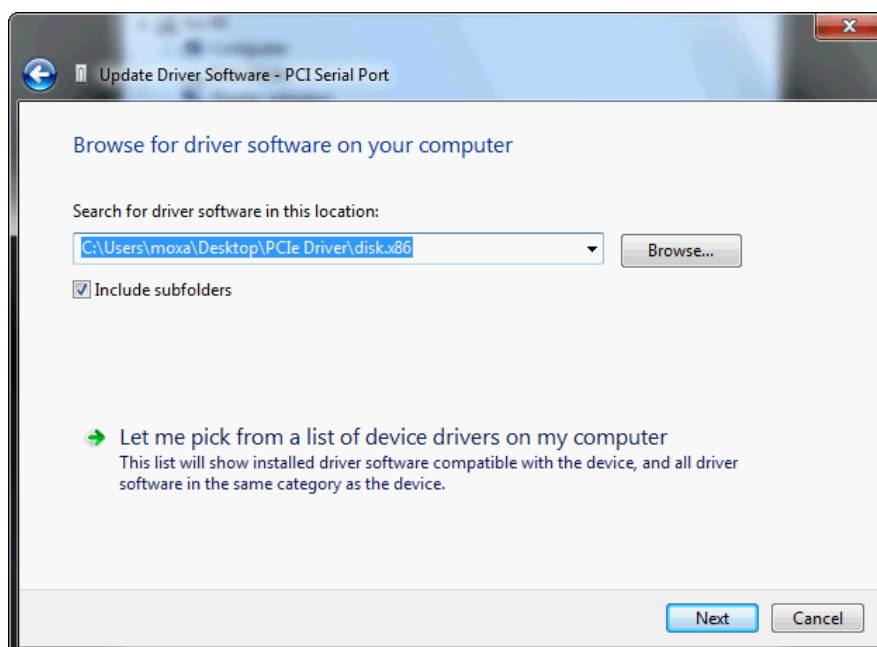 Computer
Update Driver Software - PCI Serial Port
Browse for driver software on your computer
Search for driver software in this location:
C:\Users\moxa\Desktop\PCIe Driver\disk.x86
Browse...
Include subfolders
Let me pick from a list of device drivers on my computer
This list will show installed driver software compatible with the device, and all driver
software in the same category as the device.
Next
Cancel